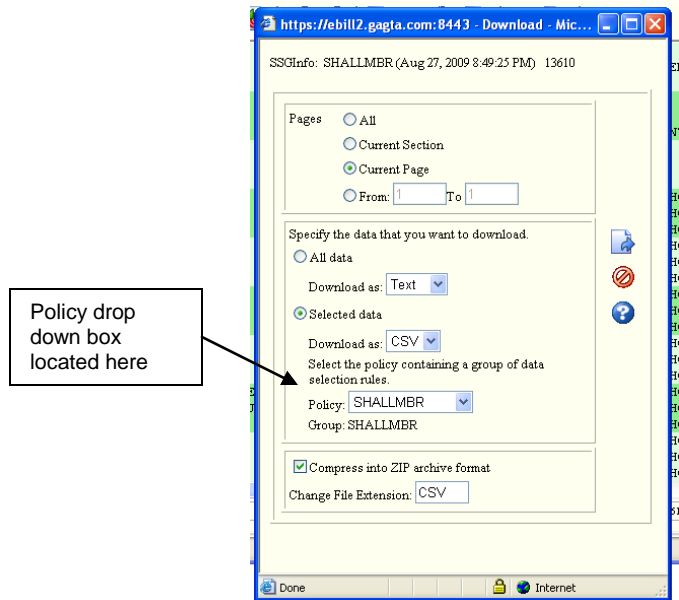 https://ebill2.gagta.com:8443 - Download - Mic...
SSGInfo: SHALLMBR (Aug 27, 2009 8:49:25 PM) 13610
Pages
All
Current Section
Current Page
From: 1 To 1
Specify the data that you want to download.
All data
Download as: Text
Selected data
Download as: CSV
Select the policy containing a group of data
selection rules.
Policy: SHALLMBR
Group: SHALLMBR
Compress into ZIP archive format
Change File Extension: CSV
Done
Internet
Policy drop
down box
located here